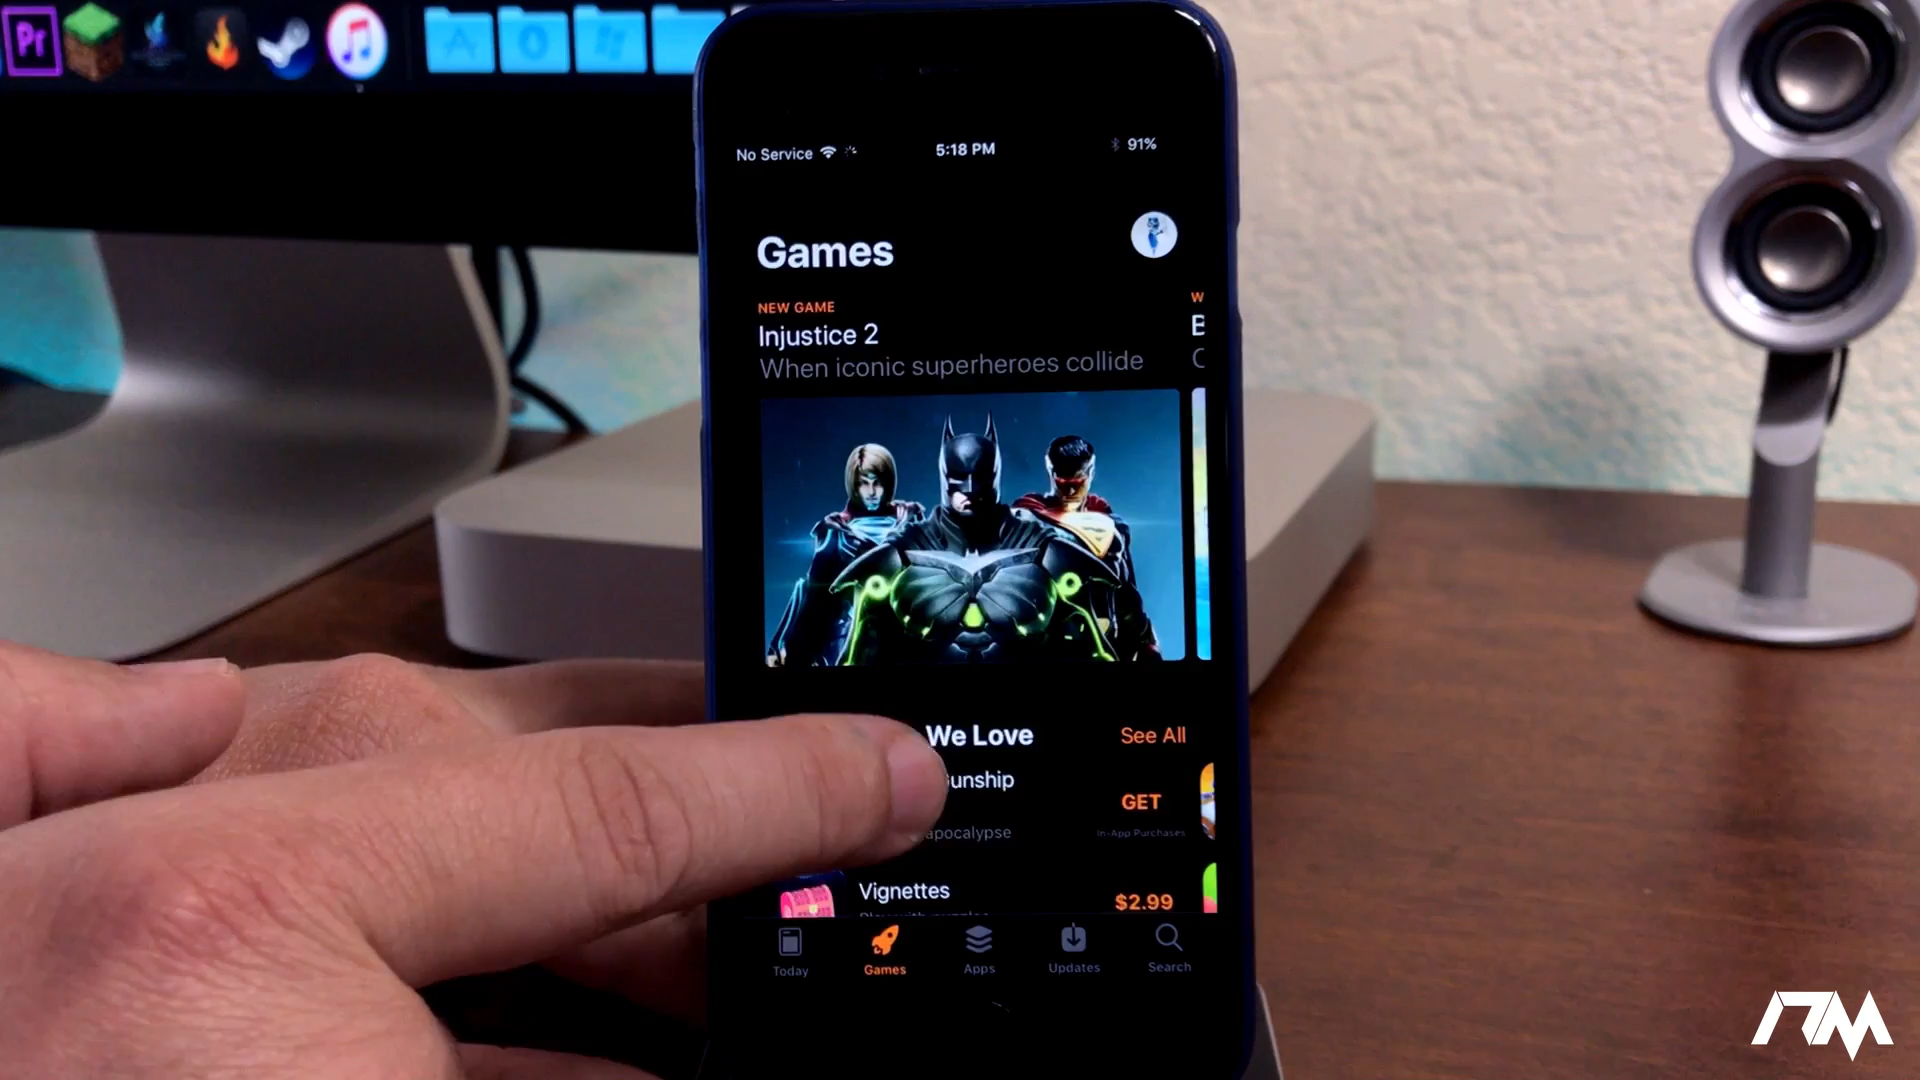 Pr
No Service
5:18 PM
91%
Games
NEW GAME
Injustice 2
When iconic superheroes collide
W
B
C
We Love
See All
unship
GET
apocalypse
In-App Purchases
Vignettes
$2.99
Today
Games
Apps
Updates
Search